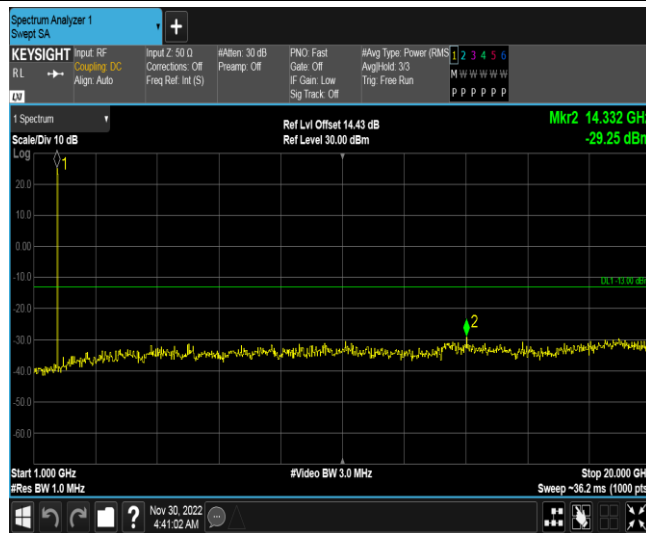 Spectrum Analyzer 1
Swept SA
+
KEYSIGHT
RL
LXI
Input: RF
Coupling: DC
Align: Auto
Input Z: 50 Ω
Corrections: Off
Freq Ref: Int (S)
#Atten: 30 dB
Preamp: Off
PNO: Fast
Gate: Off
IF Gain: Low
Sig Track: Off
#Avg Type: Power (RMS
Avg|Hold: 3/3
Trig: Free Run
1 2 3 4 5 6
M W W W W W
P P P P P P
1 Spectrum
Scale/Div 10 dB
Log
Ref Lvl Offset 14.43 dB
Ref Level 30.00 dBm
Mkr2 14.332 GHz
-29.25 dBm
1
20.0
10.0
0.00
-10.0
DL1 -13.00 dBm
-20.0
2
-30.0
-40.0
-50.0
-60.0
Start 1.000 GHz
#Video BW 3.0 MHz
Stop 20.000 GHz
#Res BW 1.0 MHz
Sweep ~36.2 ms (1000 pts)
?
Nov 30, 2022
4:41:02 AM